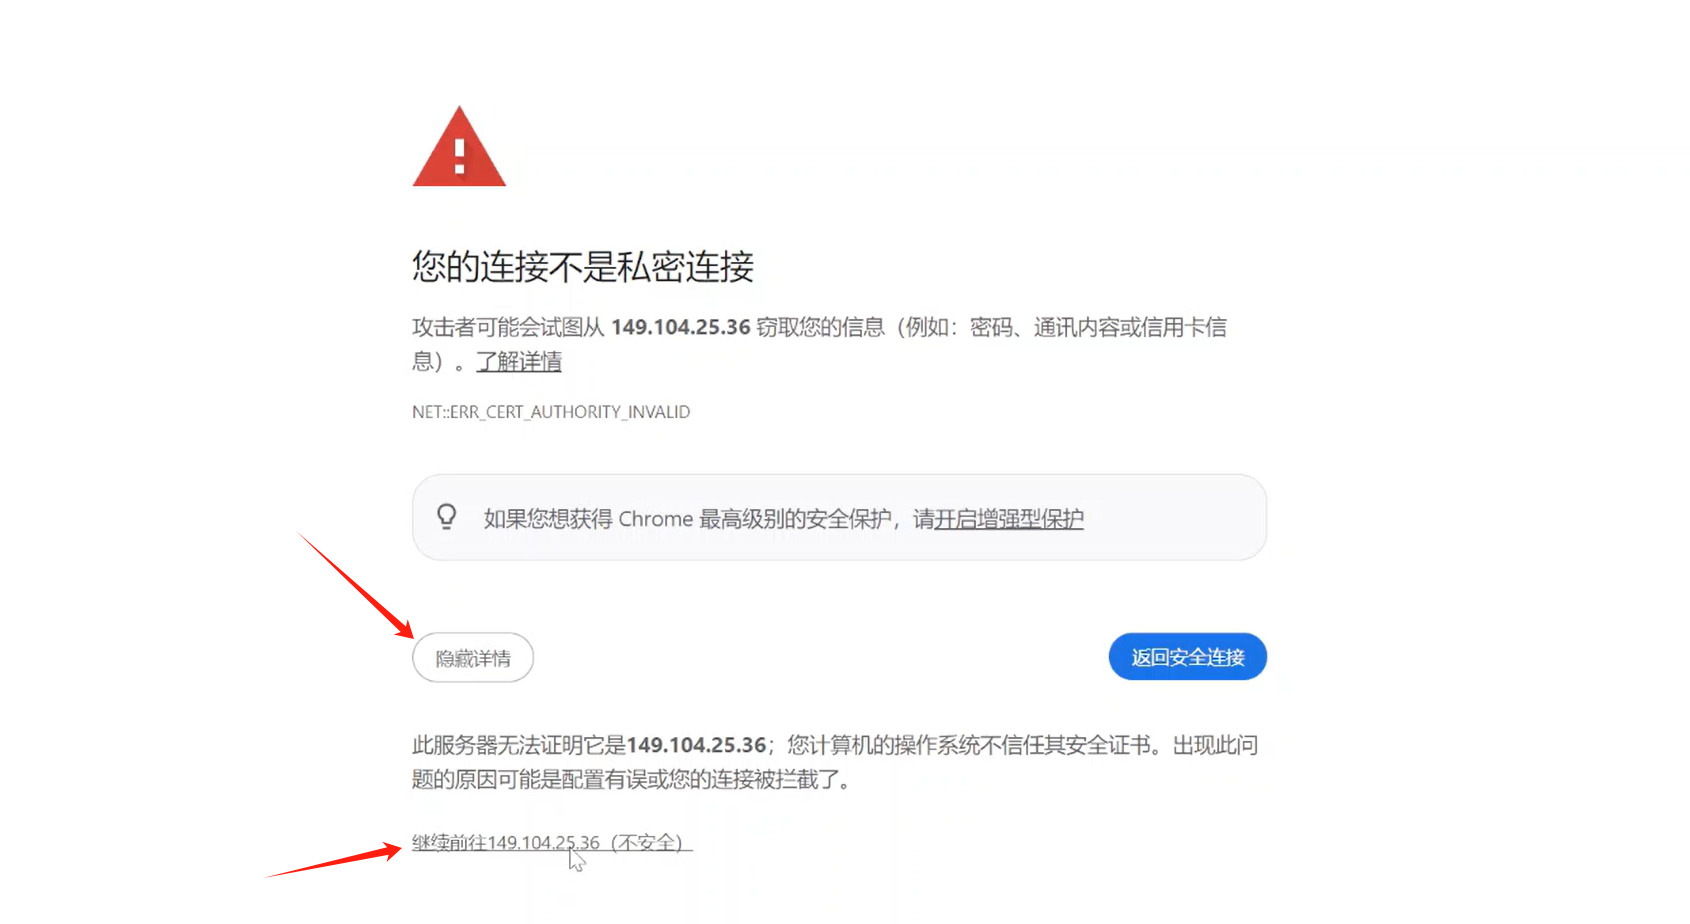 您的连接不是私密连接
攻击者可能会试图从 149.104.25.36 窃取您的信息（例如：密码、通讯内容或信用卡信
息）。了解详情
NET::ERR_CERT_AUTHORITY_INVALID
如果您想获得 Chrome 最高级别的安全保护，请开启增强型保护
隐藏详情
返回安全连接
此服务器无法证明它是149.104.25.36；您计算机的操作系统不信任其安全证书。出现此问
题的原因可能是配置有误或您的连接被拦截了。
继续前往149.104.25.36（不安全）